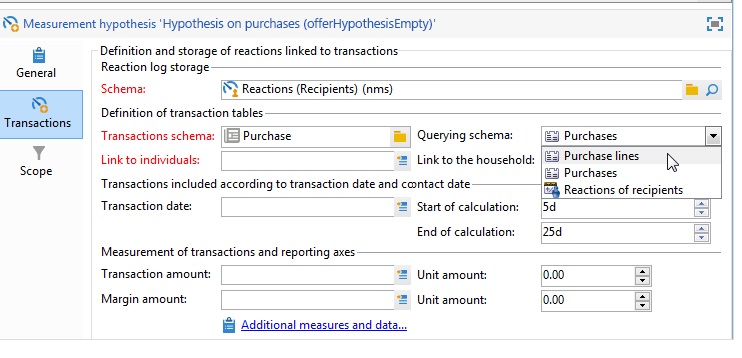 Measurement hypothesis 'Hypothesis on purchases (offerHypothesisEmpty)'
General
Transactions
Scope
Definition and storage of reactions linked to transactions
Reaction log storage
Schema: Reactions (Recipients) (nms)
Definition of transaction tables
Transactions schema: Purchase Querying schema: Purchases
Link to individuals: Link to the household:
Purchase lines
Purchases
Reactions of recipients
Transactions included according to transaction date and contact date
Transaction date: Start of calculation: 5d
End of calculation: 25d
Measurement of transactions and reporting axes
Transaction amount: Unit amount: 0.00
Margin amount: Unit amount: 0.00
Additional measures and data...